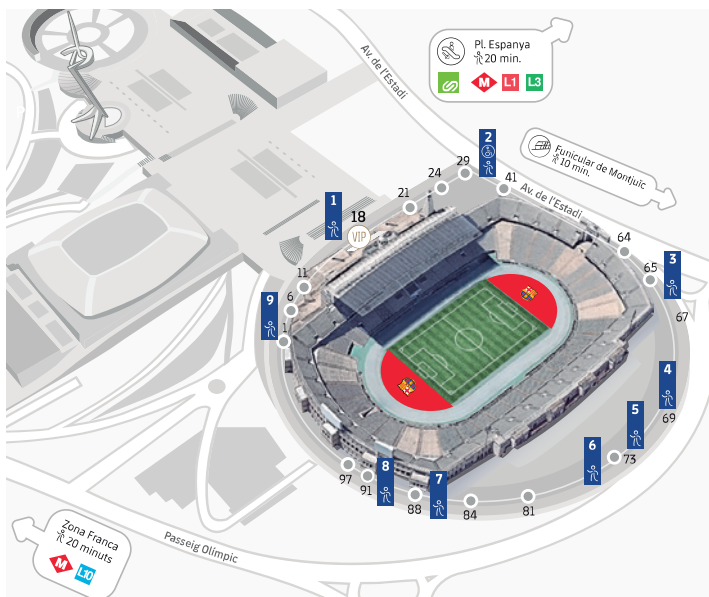 Av. de l'Estadi
Pl. Espanya
20 min.
M L1 L3
Funicular de Montjuïc
10 min.
Av. de l'Estadi
2
29
24
41
21
1
18
VIP
64
3
65
67
11
6
9
1
4
69
5
73
6
97
8
91
88
7
84
81
Zona Franca
20 minuts
M L10
Passeig Olímpic